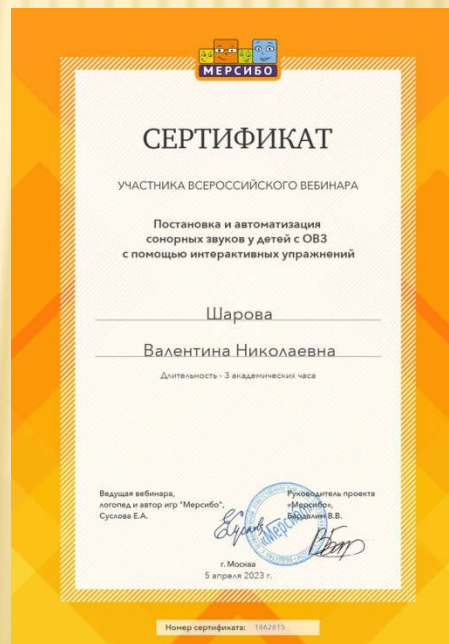 МЕРСИБО
СЕРТИФИКАТ
УЧАСТНИКА ВСЕРОССИЙСКОГО ВЕБИНАРА
Постановка и автоматизация
сонорных звуков у детей с ОВЗ
с помощью интерактивных упражнений
Шарова
Валентина Николаевна
Длительность - 3 академических часа
Ведущая вебинара,
логопед и автор игр "Мерсибо",
Суслова Е.А.
Руководитель проекта
«Мерсибо»,
Вардалим В.В.
«Мерсибо»
г. Москва
5 апреля 2023 г.
Номер сертификата: 1862815